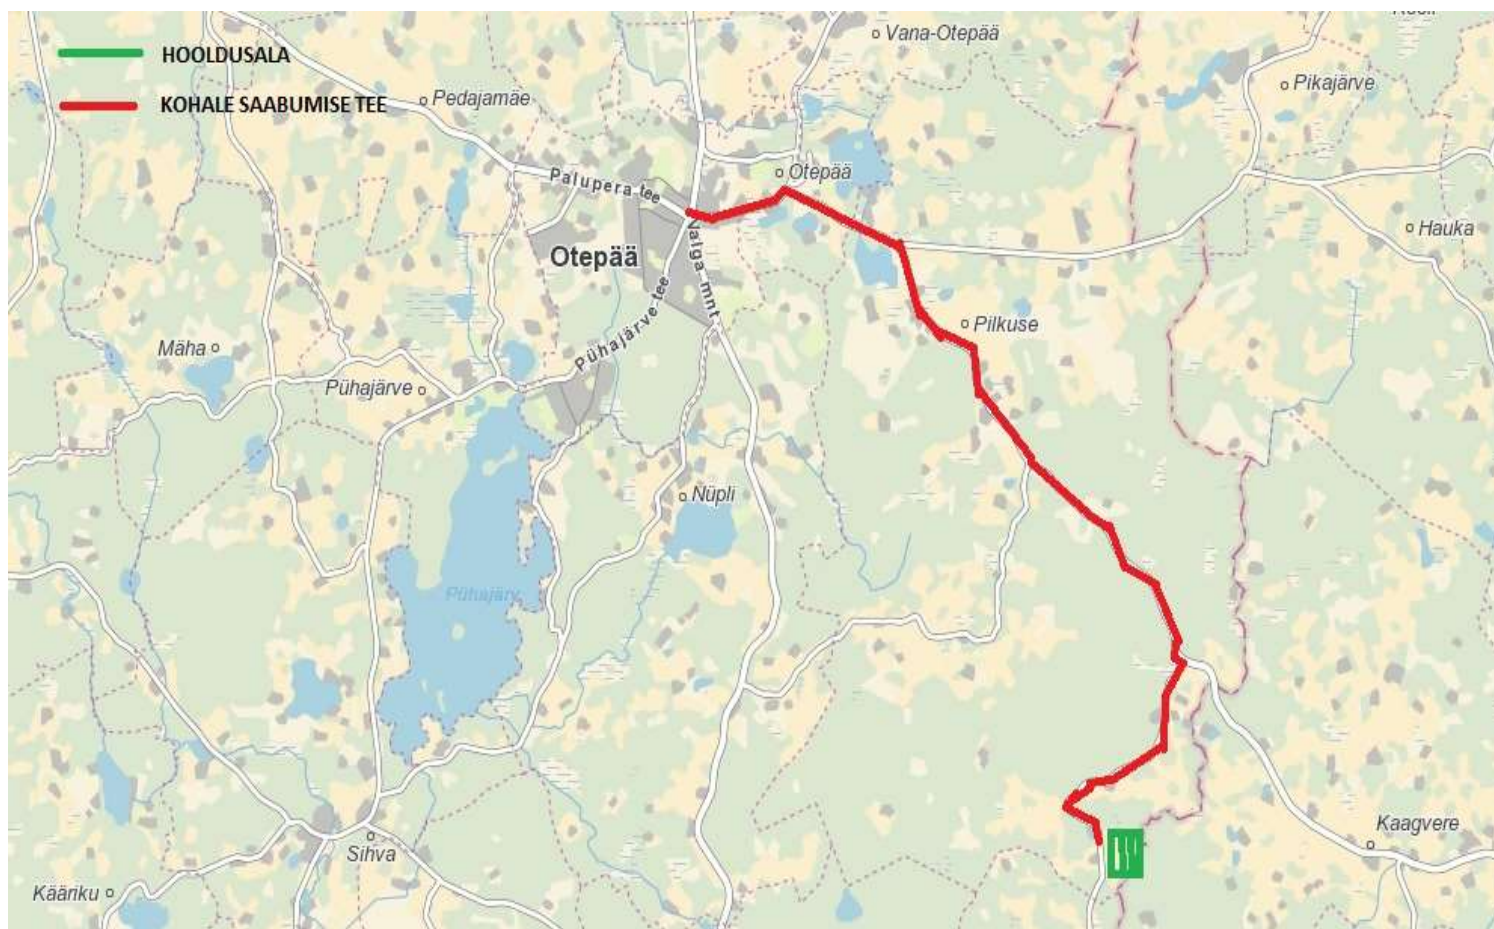 Vana-Otepää
HOOLDUSALA
Pikajärve
Pedajamäe
KOHALE SAABUMISE TEE
Otepää
Palupera tee
Hauka
Otepää
Valga mnt
Pilkuse
Pühajärve tee
Mäha
Pühajärve
Nüpli
Pühajärv
Kaagvere
Sihva
Kääriku